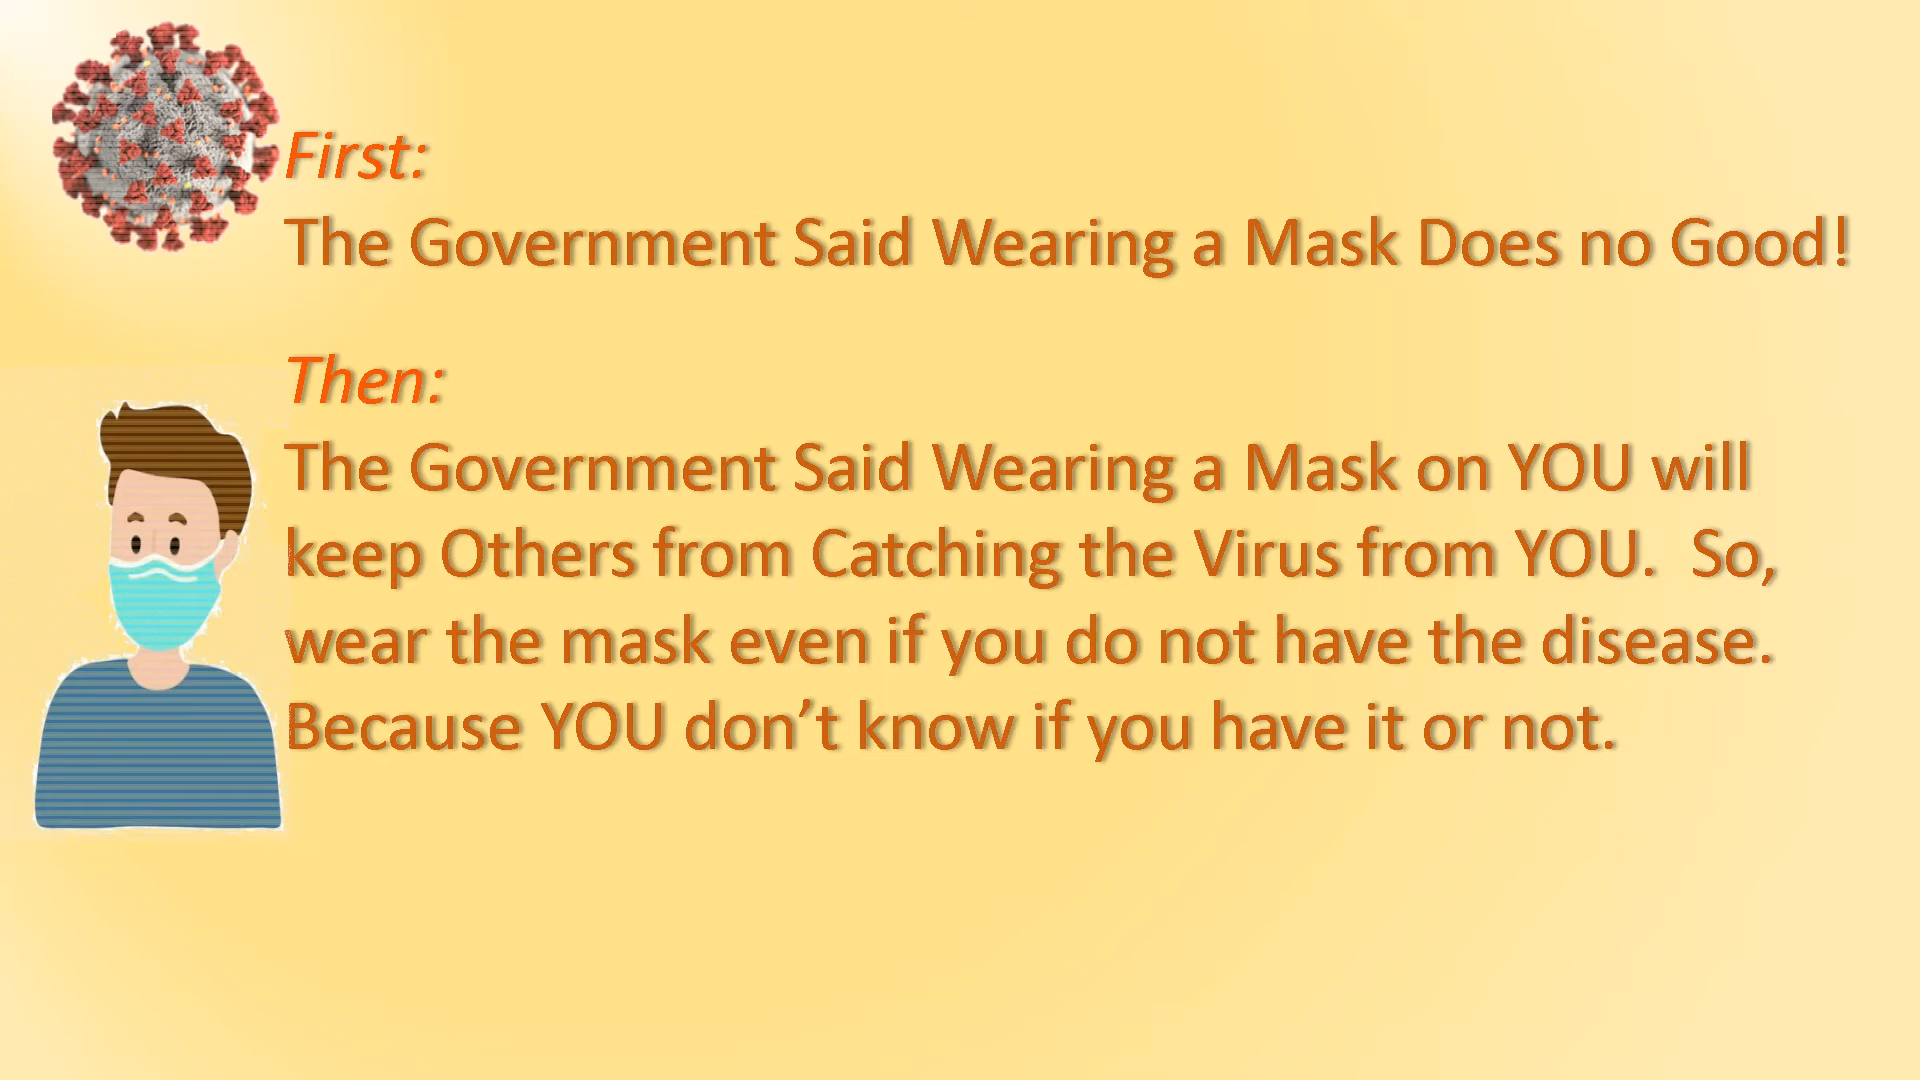 First:
The Government Said Wearing a Mask Does no Good!
Then:
The Government Said Wearing a Mask on YOU will
keep Others from Catching the Virus from YOU.  So,
wear the mask even if you do not have the disease.
Because YOU don’t know if you have it or not.